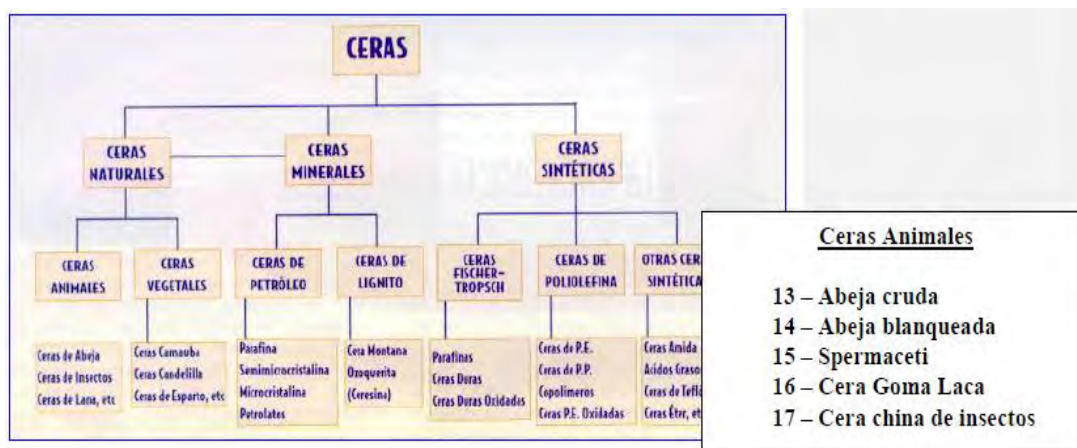 CERAS
CERAS
NATURALES
CERAS
MINERALES
CERAS
SINTÉTICAS
CERAS
ANIMALES
CERAS
VEGETALES
CERAS DE
PETRÓLEO
CERAS DE
LIGNITO
CERAS
FISCHER-
TROPSCH
CERAS DE
POLIOLEFINA
OTRAS CERA
SINTÉTICA
Ceras de Abeja
Ceras de Insectos
Ceras de Lana, etc
Ceras Carnauba
Ceras Candelilla
Ceras de Esparto, etc
Parafina
Semimicrocristalina
Microcristalina
Petrolatos
Cera Montana
Ozoquerita
(Ceresina)
Parafinas
Ceras Duras
Ceras Duras Oxidadas
Ceras de P.E.
Ceras de P.P.
Copolímeros
Ceras P.E. Oxidadas
Ceras Amida
Acidos Graso
Ceras de Tefló
Ceras Éter, et
Ceras Animales
13 – Abeja cruda
14 – Abeja blanqueada
15 – Spermaceti
16 – Cera Goma Laca
17 – Cera china de insectos